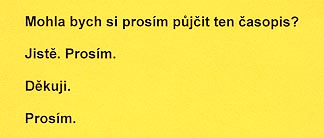 Mohla bych si prosím půjčit ten časopis?
Jistě. Prosím.
Děkuji.
Prosím.